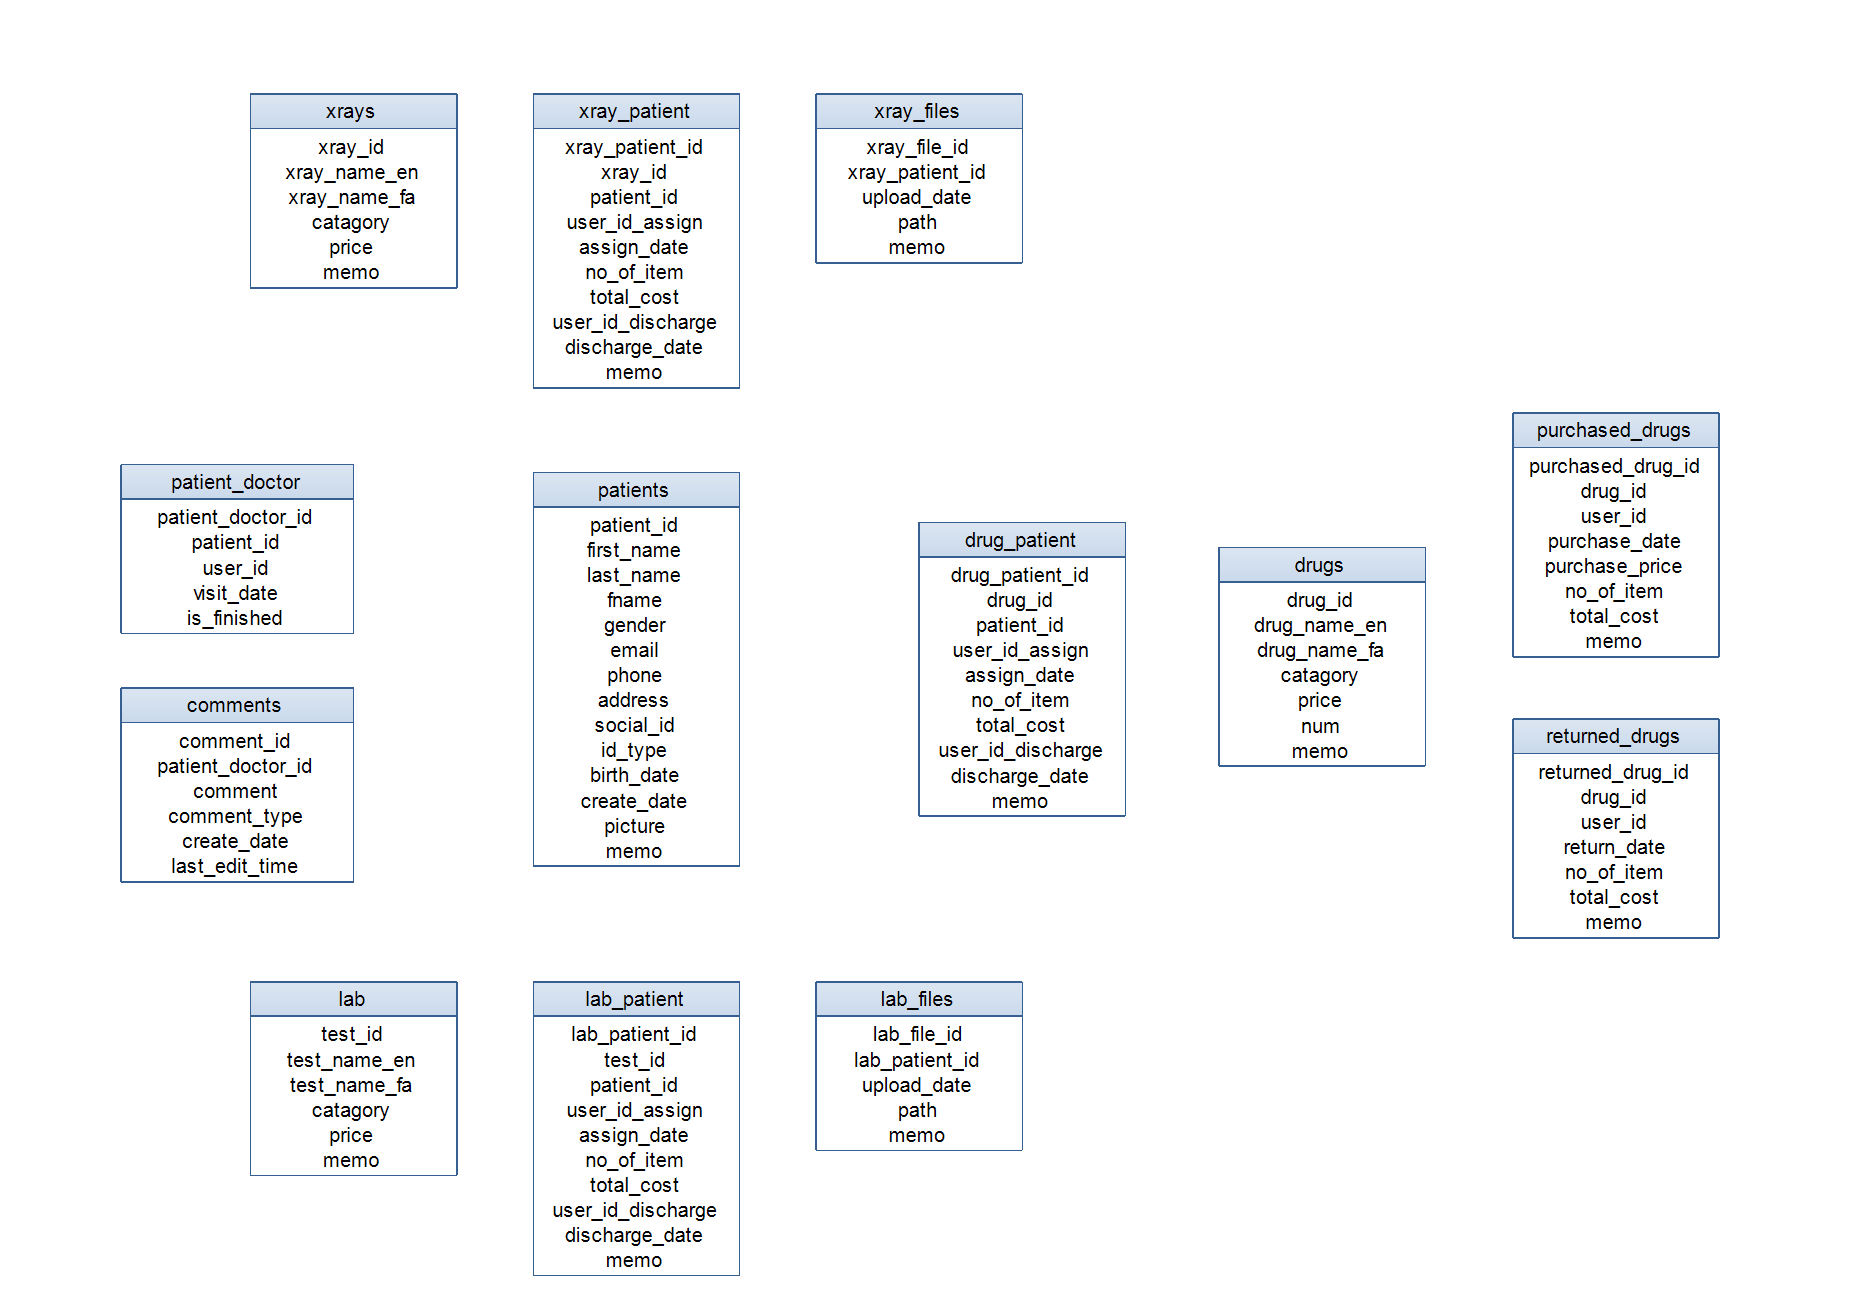 xrays
xray_id
xray_name_en
xray_name_fa
catagory
price
memo
xray_patient
xray_patient_id
xray_id
patient_id
user_id_assign
assign_date
no_of_item
total_cost
user_id_discharge
discharge_date
memo
xray_files
xray_file_id
xray_patient_id
upload_date
path
memo
patient_doctor
patient_doctor_id
patient_id
user_id
visit_date
is_finished
comments
comment_id
patient_doctor_id
comment
comment_type
create_date
last_edit_time
patients
patient_id
first_name
last_name
fname
gender
email
phone
address
social_id
id_type
birth_date
create_date
picture
memo
drug_patient
drug_patient_id
drug_id
patient_id
user_id_assign
assign_date
no_of_item
total_cost
user_id_discharge
discharge_date
memo
drugs
drug_id
drug_name_en
drug_name_fa
catagory
price
num
memo
purchased_drugs
purchased_drug_id
drug_id
user_id
purchase_date
purchase_price
no_of_item
total_cost
memo
returned_drugs
returned_drug_id
drug_id
user_id
return_date
no_of_item
total_cost
memo
lab
test_id
test_name_en
test_name_fa
catagory
price
memo
lab_patient
lab_patient_id
test_id
patient_id
user_id_assign
assign_date
no_of_item
total_cost
user_id_discharge
discharge_date
memo
lab_files
lab_file_id
lab_patient_id
upload_date
path
memo